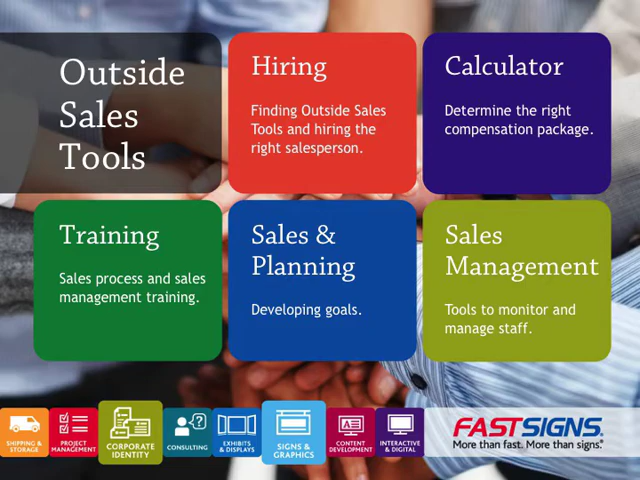 Outside
Sales
Tools
Hiring
Finding Outside Sales
Tools and hiring the
right salesperson.
Calculator
Determine the right
compensation package.
Training
Sales process and sales
management training.
Sales &
Planning
Developing goals.
Sales
Management
Tools to monitor and
manage staff.
SHIPPING &
STORAGE
PROJECT
MANAGEMENT
CORPORATE
IDENTITY
CONSULTING
EXHIBITS
& DISPLAYS
SIGNS &
GRAPHICS
CONTENT
DEVELOPMENT
INTERACTIVE
& DIGITAL
FASTSIGNS.
More than fast. More than signs.®